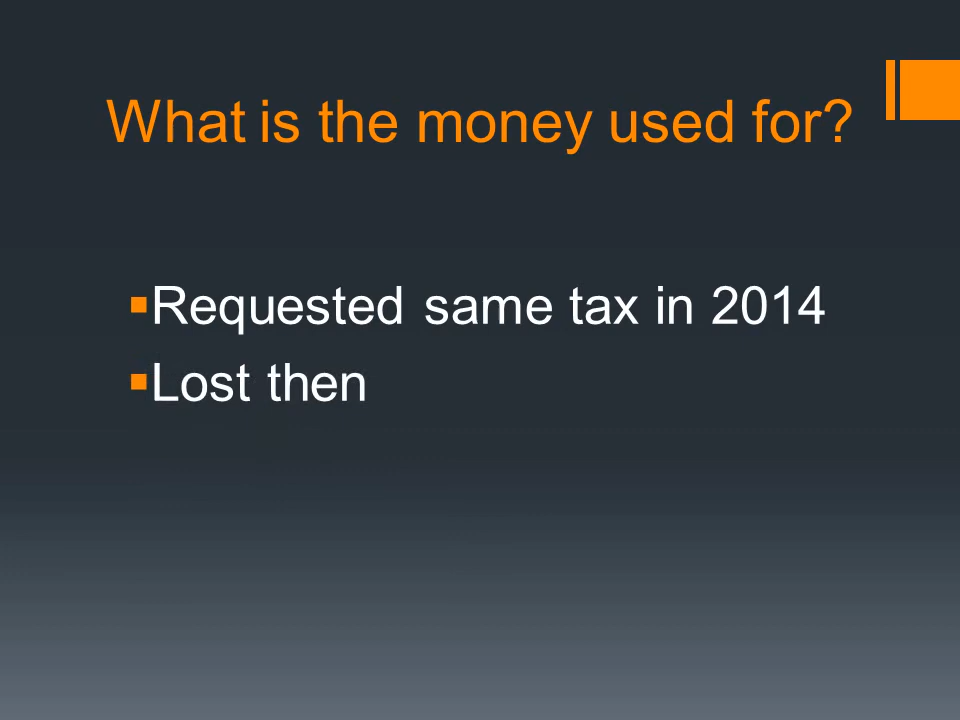 What is the money used for?
▪Requested same tax in 2014
▪Lost then